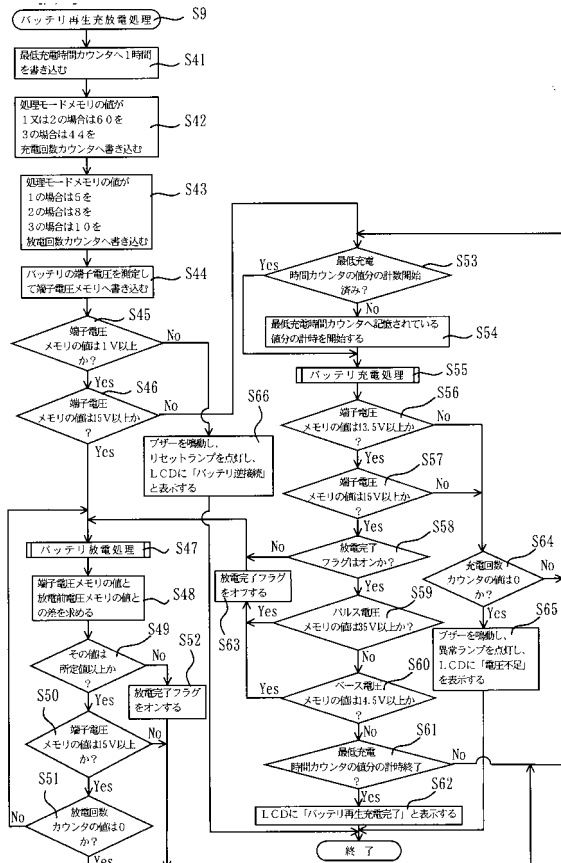 バッテリ再生充放電処理
S9
最低充電時間カウンタへ1時間
を書き込む
S41
処理モードメモリの値が
1又は2の場合は60を
3の場合は44を
充電回数カウンタへ書き込む
S42
処理モードメモリの値が
1の場合は5を
2の場合は8を
3の場合は10を
放電回数カウンタへ書き込む
S43
バッテリの端子電圧を測定し
て端子電圧メモリへ書き込む
S44
端子電圧
メモリの値は1V以上
か?
S45
No
Yes
端子電圧
メモリの値は15V以上か
?
S46
No
Yes
バッテリ放電処理
S47
端子電圧メモリの値と
放電前電圧メモリの値と
の差を求める
S48
その値は
所定値以上か
?
S49
No
Yes
放電完了フラグ
をオンする
S52
端子電圧
メモリの値は15V以上
か?
S50
Yes
放電回数
カウンタの値は0
か?
S51
No
Yes
ブザーを鳴動し、
リセットランプを点灯し、
LCDに「バッテリ逆接続」
と表示する
S66
最低充電
時間カウンタの値分の計数開始
済み?
S53
Yes
No
最低充電時間カウンタへ記憶されている
値分の計時を開始する
S54
バッテリ充電処理
S55
端子電圧
メモリの値は13.5V以上か
?
S56
No
Yes
端子電圧
メモリの値は15V以上か
?
S57
No
Yes
放電完了
フラグはオンか?
S58
No
Yes
放電完了フラグ
をオフする
S63
パルス電圧
メモリの値は35V以上か?
S59
Yes
No
ベース電圧
メモリの値は14.5V以上か
?
S60
Yes
No
最低充電
時間カウンタの値分の計時終了
?
S61
No
Yes
LCDに「バッテリ再生充電完了」と表示する
S62
充電回数
カウンタの値は0
か?
S64
No
Yes
ブザーを鳴動し、
異常ランプを点灯し、
LCDに「電圧不足」
を表示する
S65
終了